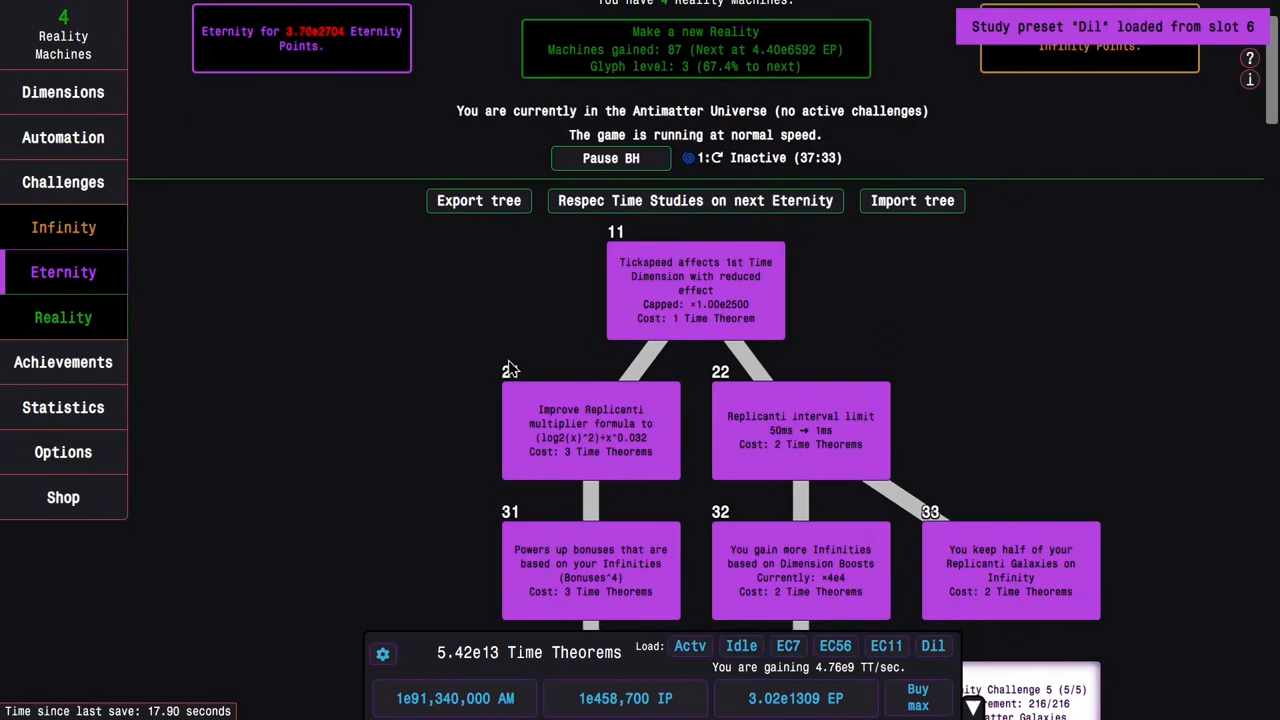 4
Reality
Machines
Dimensions
Automation
Challenges
Infinity
Eternity
Reality
Achievements
Statistics
Options
Shop
Time since last save: 17.90 seconds
Eternity for 3.70e2704 Eternity
Points.
You have 4 Reality Machines.
Make a new Reality
Machines gained: 87 (Next at 4.40e6592 EP)
Glyph level: 3 (67.4% to next)
Infinity Points.
Study preset "Dil" loaded from slot 6
?
i
You are currently in the Antimatter Universe (no active challenges)
The game is running at normal speed.
Pause BH
1: Inactive (37:33)
Export tree
Respec Time Studies on next Eternity
Import tree
11
Tickspeed affects 1st Time
Dimension with reduced
effect
Capped: ×1.00e2500
Cost: 1 Time Theorem
Improve Replicanti
multiplier formula to
(log2(x)^2)+x^0.032
Cost: 3 Time Theorems
22
Replicanti interval limit
50ms → 1ms
Cost: 2 Time Theorems
31
Powers up bonuses that are
based on your Infinities
(Bonuses^4)
Cost: 3 Time Theorems
32
You gain more Infinities
based on Dimension Boosts
Currently: ×4e4
Cost: 2 Time Theorems
33
You keep half of your
Replicanti Galaxies on
Infinity
Cost: 2 Time Theorems
5.42e13 Time Theorems
Load: Actv Idle EC7 EC56 EC11 Dil
You are gaining 4.76e9 TT/sec.
1e91,340,000 AM
1e458,700 IP
3.02e1309 EP
Buy
max
Challenge 5 (5/5)
216/216
Galaxies